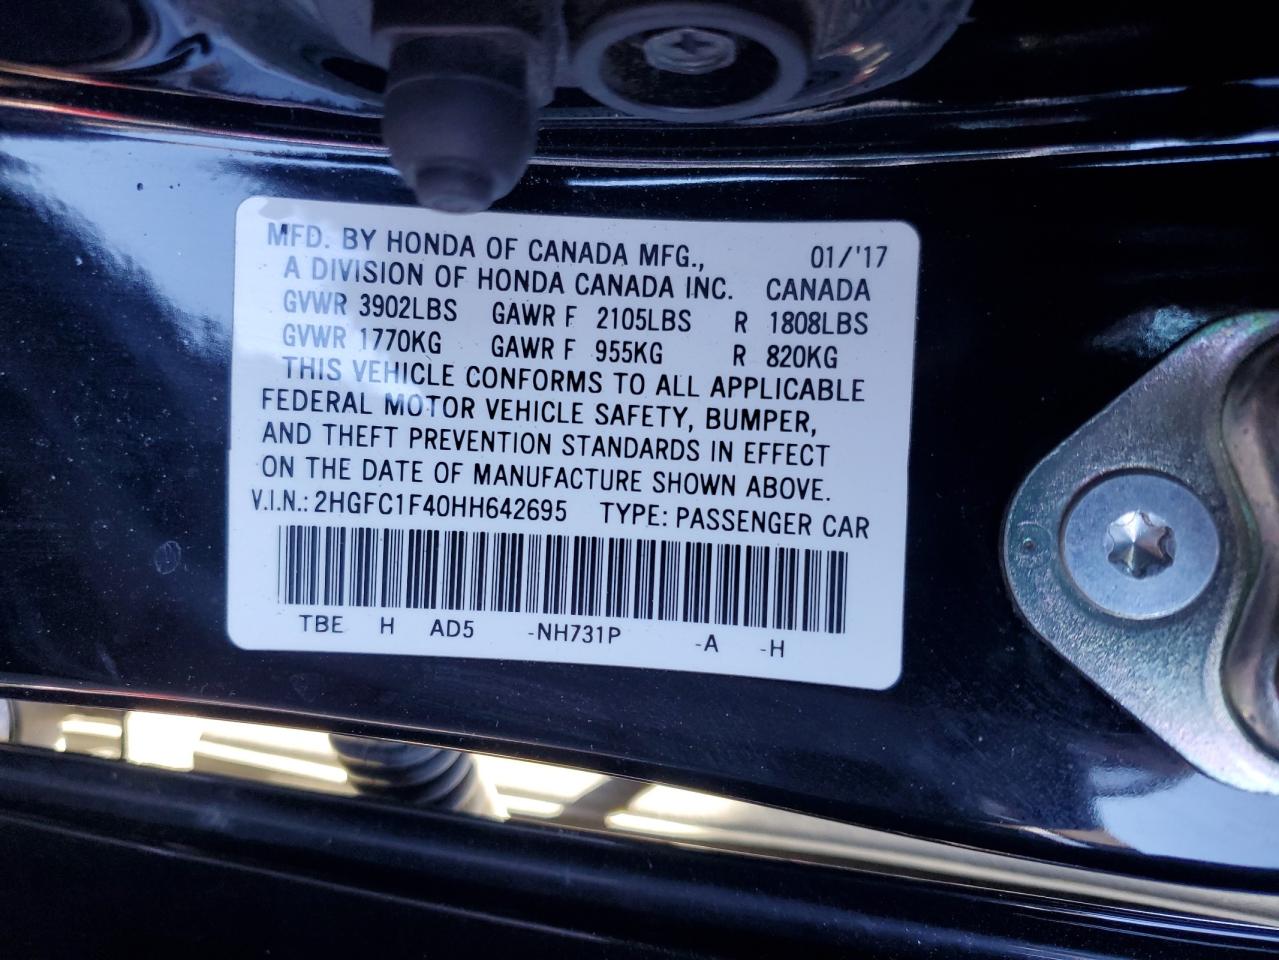 MFD. BY HONDA OF CANADA MFG., 01/'17
A DIVISION OF HONDA CANADA INC. CANADA
GVWR 3902LBS GAWR F 2105LBS R 1808LBS
GVWR 1770KG GAWR F 955KG R 820KG
THIS VEHICLE CONFORMS TO ALL APPLICABLE
FEDERAL MOTOR VEHICLE SAFETY, BUMPER,
AND THEFT PREVENTION STANDARDS IN EFFECT
ON THE DATE OF MANUFACTURE SHOWN ABOVE.
V.I.N.: 2HGFC1F40HH642695 TYPE: PASSENGER CAR
TBE H AD5 -NH731P -A -H